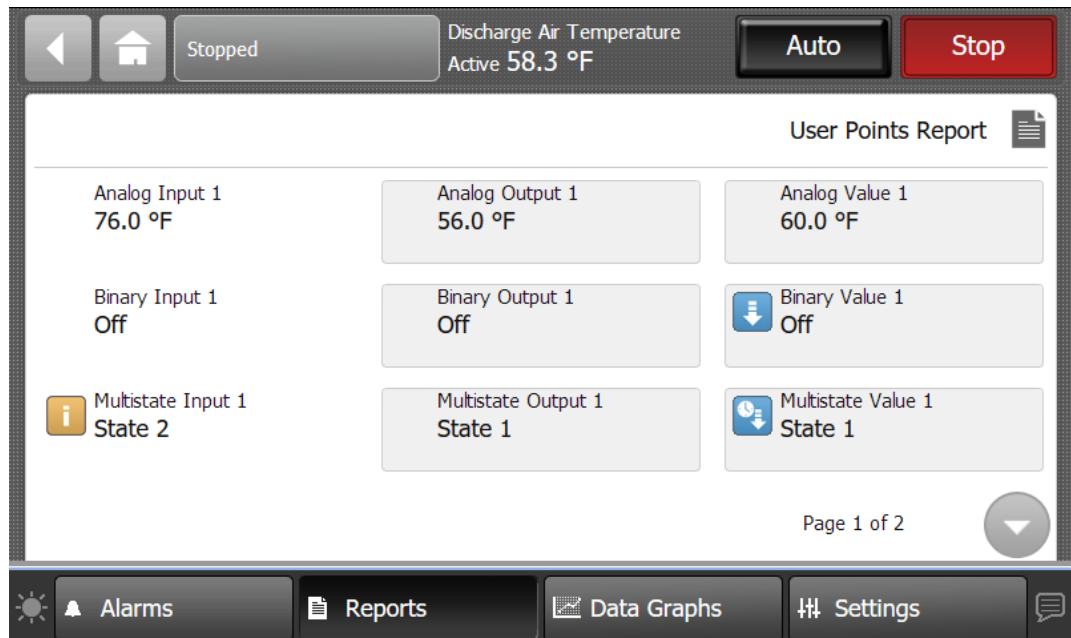 Stopped
Discharge Air Temperature
Active 58.3 °F
Auto
Stop
User Points Report
Analog Input 1
76.0 °F
Analog Output 1
56.0 °F
Analog Value 1
60.0 °F
Binary Input 1
Off
Binary Output 1
Off
Binary Value 1
Off
i
Multistate Input 1
State 2
Multistate Output 1
State 1
Multistate Value 1
State 1
Page 1 of 2
Alarms
Reports
Data Graphs
Settings